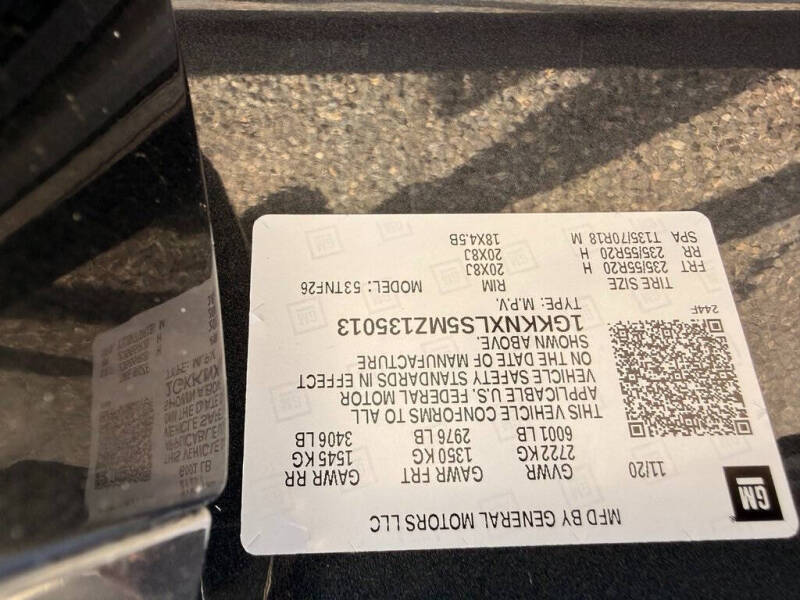 GM
MFD BY GENERAL MOTORS LLC
11/20
GVWR GAWR FRT GAWR RR
2722 KG 1350 KG 1545 KG
6001 LB 2976 LB 3406 LB
THIS VEHICLE CONFORMS TO ALL
APPLICABLE U.S. FEDERAL MOTOR
VEHICLE SAFETY STANDARDS IN EFFECT
ON THE DATE OF MANUFACTURE
SHOWN ABOVE.
1GKKNXLS5MZ135013
244F
TYPE: M.P.V. MODEL: 53TNF26
TIRE SIZE RIM
FRT 235/55R20 H 20X8J
RR 235/55R20 H 20X8J
SPA T135/70R18 M 18X4.5B